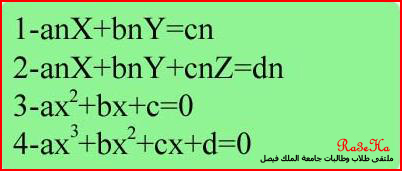 1-anX+bnY=cn
2-anX+bnY+cnZ=dn
3-ax²+bx+c=0
4-ax³+bx²+cx+d=0
Ra3eHa
ملتقى طلاب وطالبات جامعة الملك فيصل